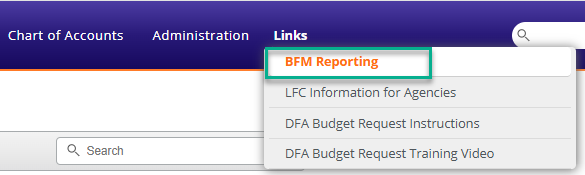 Chart of Accounts Administration Links
BFM Reporting
LFC Information for Agencies
DFA Budget Request Instructions
Search
DFA Budget Request Training Video